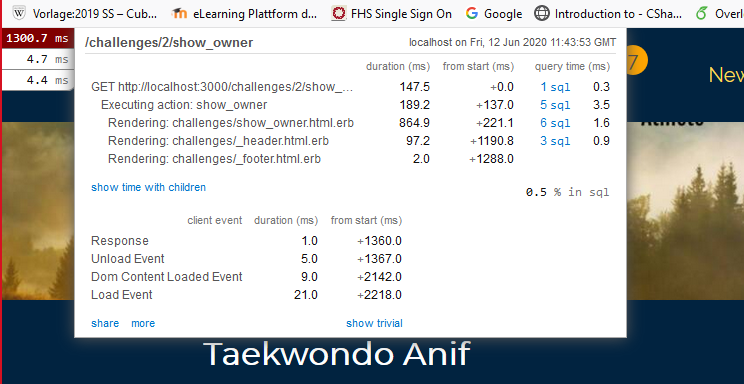 Vorlage:2019 SS – Cub... eLearning Plattform d... FHS Single Sign On Google Introduction to - CSha... Overl
1300.7 ms
4.7 ms
4.4 ms
/challenges/2/show_owner localhost on Fri, 12 Jun 2020 11:43:53 GMT
duration (ms) from start (ms) query time (ms)
GET http://localhost:3000/challenges/2/show_... 147.5 +0.0 1 sql 0.3
Executing action: show_owner 189.2 +137.0 5 sql 3.5
Rendering: challenges/show_owner.html.erb 864.9 +221.1 6 sql 1.6
Rendering: challenges/_header.html.erb 97.2 +1190.8 3 sql 0.9
Rendering: challenges/_footer.html.erb 2.0 +1288.0
show time with children
0.5 % in sql
client event duration (ms) from start (ms)
Response 1.0 +1360.0
Unload Event 5.0 +1367.0
Dom Content Loaded Event 9.0 +2142.0
Load Event 21.0 +2218.0
share more show trivial
7
New
Taekwondo Anif